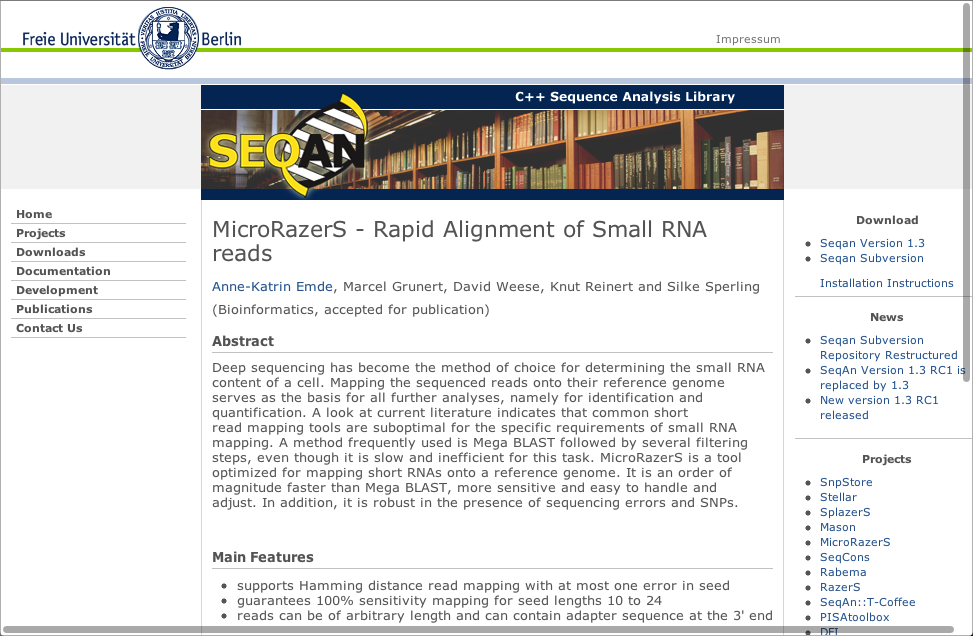 Freie Universität Berlin
Impressum
C++ Sequence Analysis Library
SEQAN
Home
Projects
Downloads
Documentation
Development
Publications
Contact Us
MicroRazerS - Rapid Alignment of Small RNA
reads
Anne-Katrin Emde, Marcel Grunert, David Weese, Knut Reinert and Silke Sperling
(Bioinformatics, accepted for publication)
Abstract
Deep sequencing has become the method of choice for determining the small RNA
content of a cell. Mapping the sequenced reads onto their reference genome
serves as the basis for all further analyses, namely for identification and
quantification. A look at current literature indicates that common short
read mapping tools are suboptimal for the specific requirements of small RNA
mapping. A method frequently used is Mega BLAST followed by several filtering
steps, even though it is slow and inefficient for this task. MicroRazerS is a tool
optimized for mapping short RNAs onto a reference genome. It is an order of
magnitude faster than Mega BLAST, more sensitive and easy to handle and
adjust. In addition, it is robust in the presence of sequencing errors and SNPs.
Main Features
supports Hamming distance read mapping with at most one error in seed
guarantees 100% sensitivity mapping for seed lengths 10 to 24
reads can be of arbitrary length and can contain adapter sequence at the 3' end
Download
Seqan Version 1.3
Seqan Subversion
Installation Instructions
News
Seqan Subversion
Repository Restructured
SeqAn Version 1.3 RC1 is
replaced by 1.3
New version 1.3 RC1
released
Projects
SnpStore
Stellar
SplazerS
Mason
MicroRazerS
SeqCons
Rabema
RazerS
SeqAn::T-Coffee
PISAtoolbox
DFI